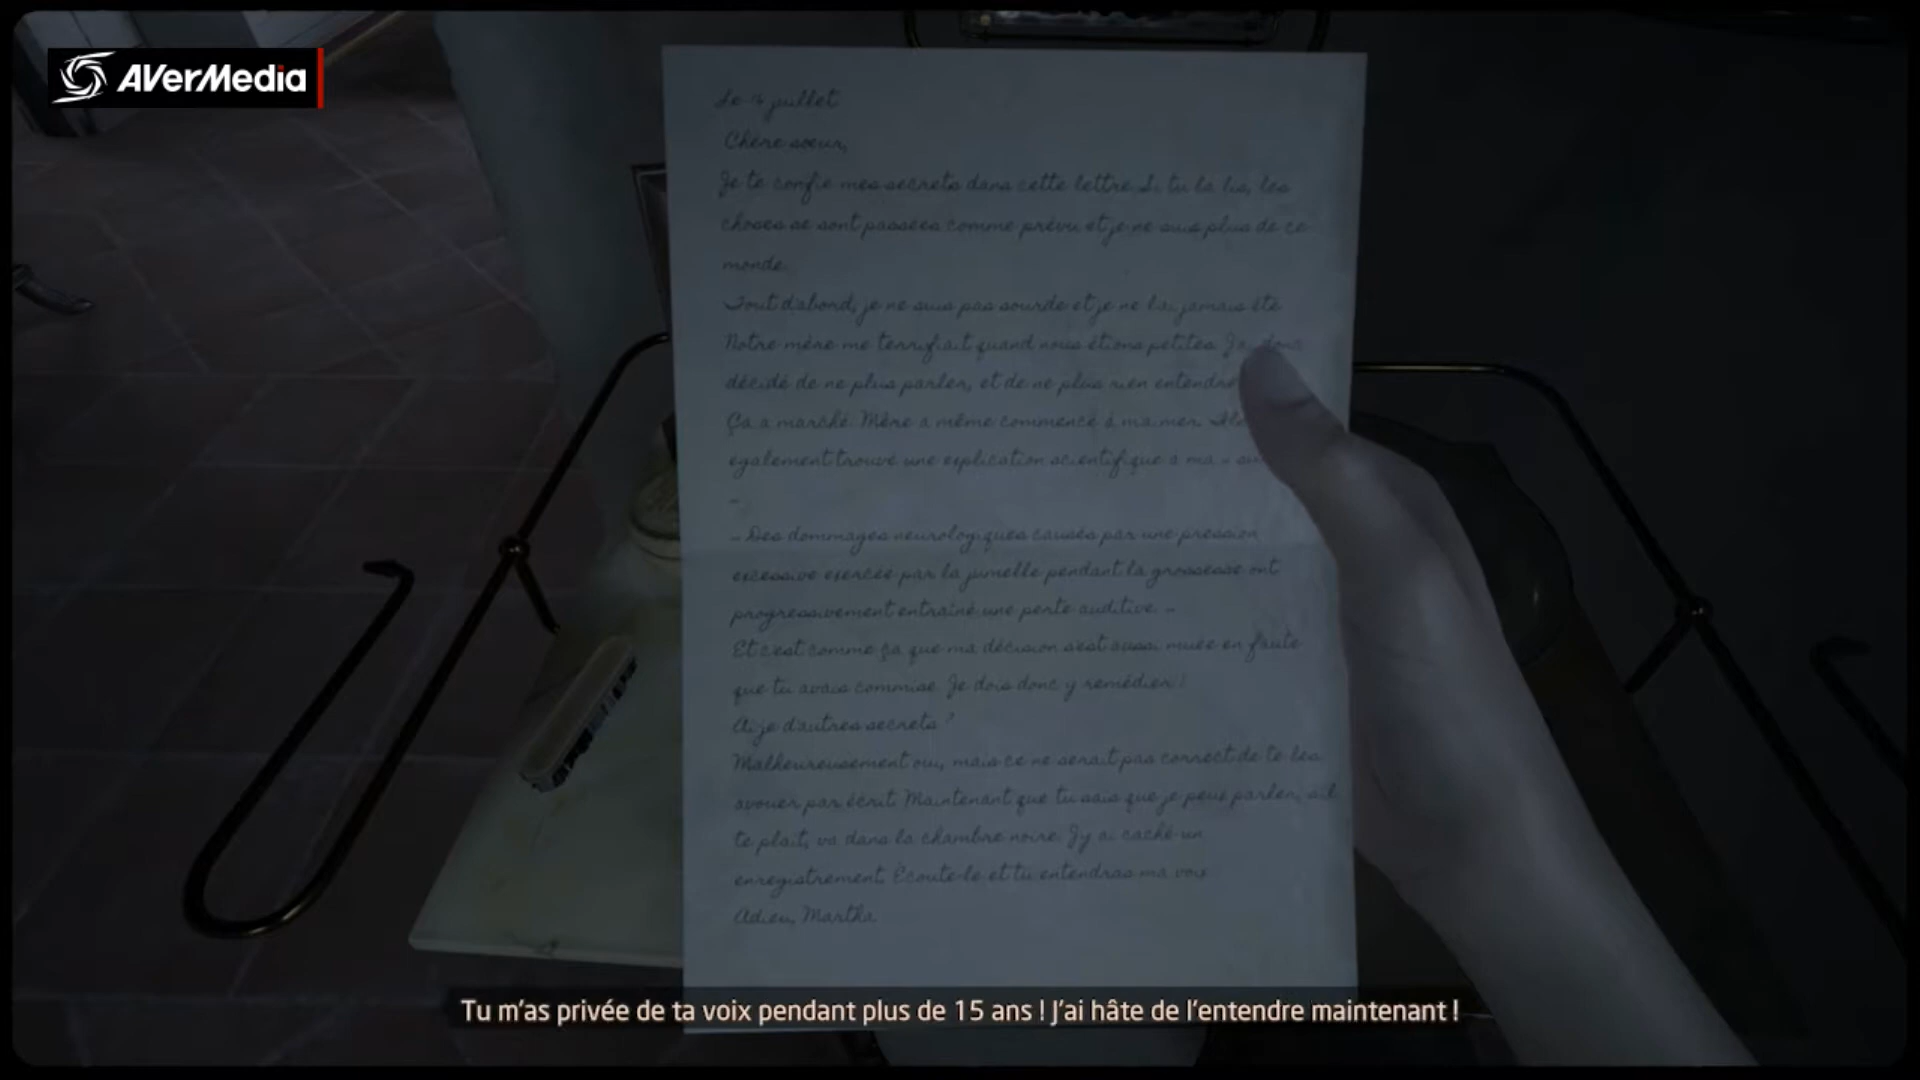 AVerMedia
Le juillet
Chère soeur,
Je te confie mes secrets dans cette lettre. Si tu la lis, les
choses se sont passées comme prévu et je ne suis plus de ce
monde.
Tout d'abord, je ne suis pas sourde et je ne l'ai jamais été
Notre mère me terrifiait quand nous étions petites. J'ai donc
décidé de ne plus parler, et de ne plus rien entendre
Ça a marché. Mère a même commencé à m'aimer.
également trouvé une explication scientifique à ma -
-
- Des dommages neurologiques causés par une pression
excessive exercée par la jumelle pendant la grossesse ont
progressivement entraîné une perte auditive. -
Et c'est comme ça que ma décision s'est aussi muée en faute
que tu avais commise. Je dois donc y remédier !
Ai-je d'autres secrets ?
Malheureusement oui, mais ce ne serait pas correct de te les
avouer par écrit. Maintenant que tu sais que je peux parler, s'il
te plaît, va dans la chambre noire. J'y ai caché un
enregistrement. Écoute-le et tu entendras ma voix.
Adieu, Martha
Tu m'as privée de ta voix pendant plus de 15 ans ! J'ai hâte de l'entendre maintenant !